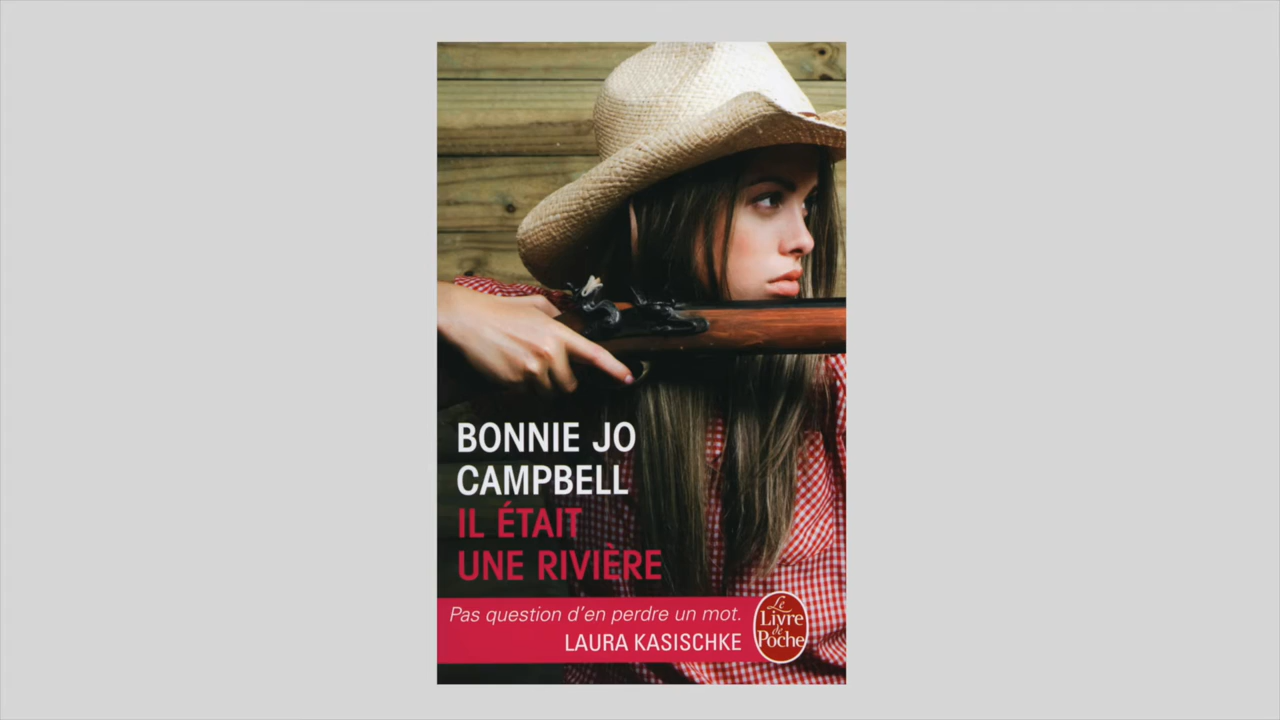 BONNIE JO
CAMPBELL
IL ÉTAIT
UNE RIVIÈRE
Pas question d'en perdre un mot.
LAURA KASISCHKE
Le
Livre
de
Poche